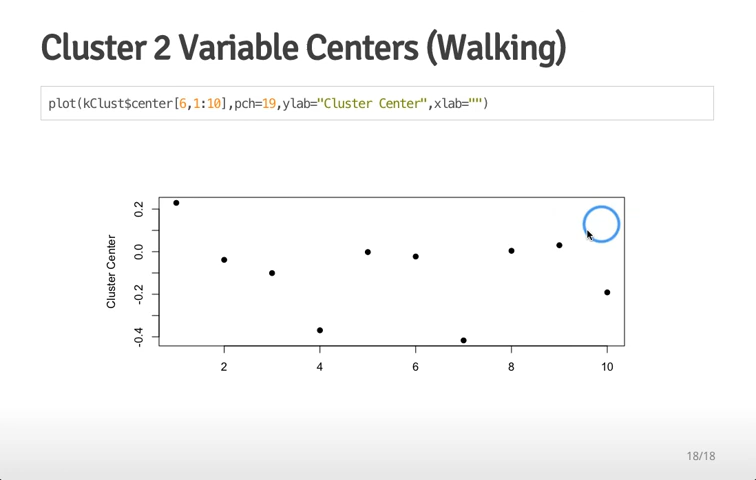 Cluster 2 Variable Centers (Walking)
plot(kClust$center[6,1:10],pch=19,ylab="Cluster Center",xlab="")
Cluster Center
0.2
0.0
-0.2
-0.4
2 4 6 8 10
18/18